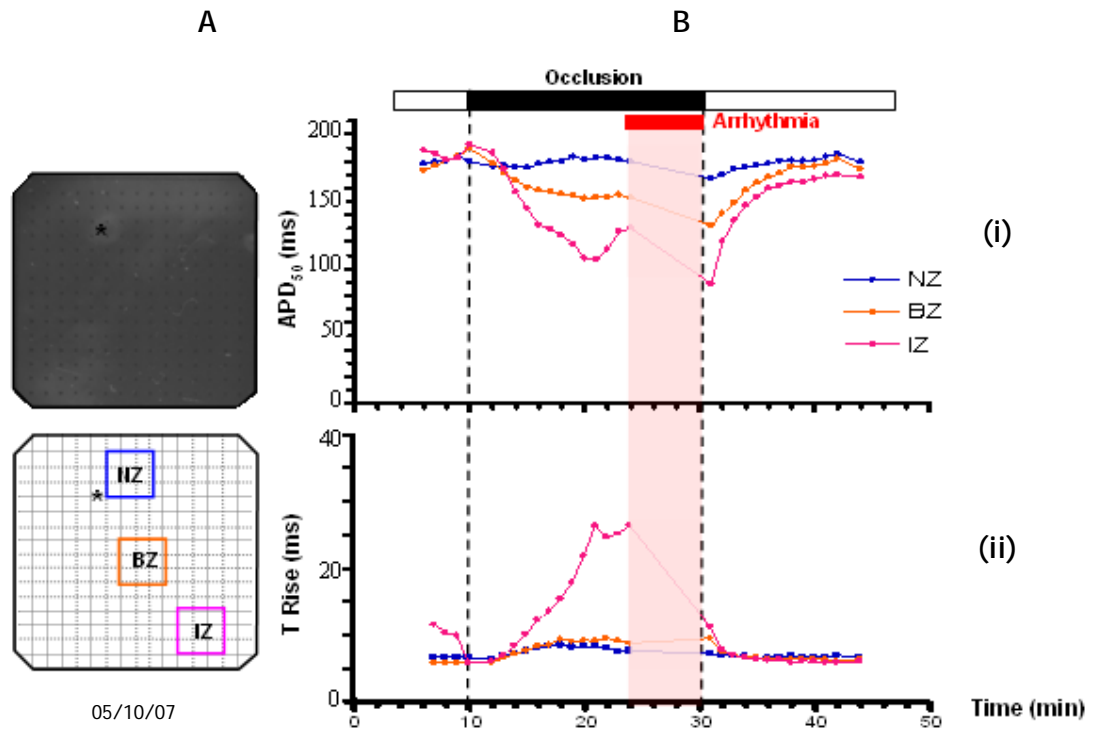 A
B
Occlusion
Arrhythmia
200
150
100
50
0
APD50 (ms)
(i)
NZ
BZ
IZ
*
NZ
*
BZ
IZ
05/10/07
40
20
0
T Rise (ms)
(ii)
0 10 20 30 40 50
Time (min)